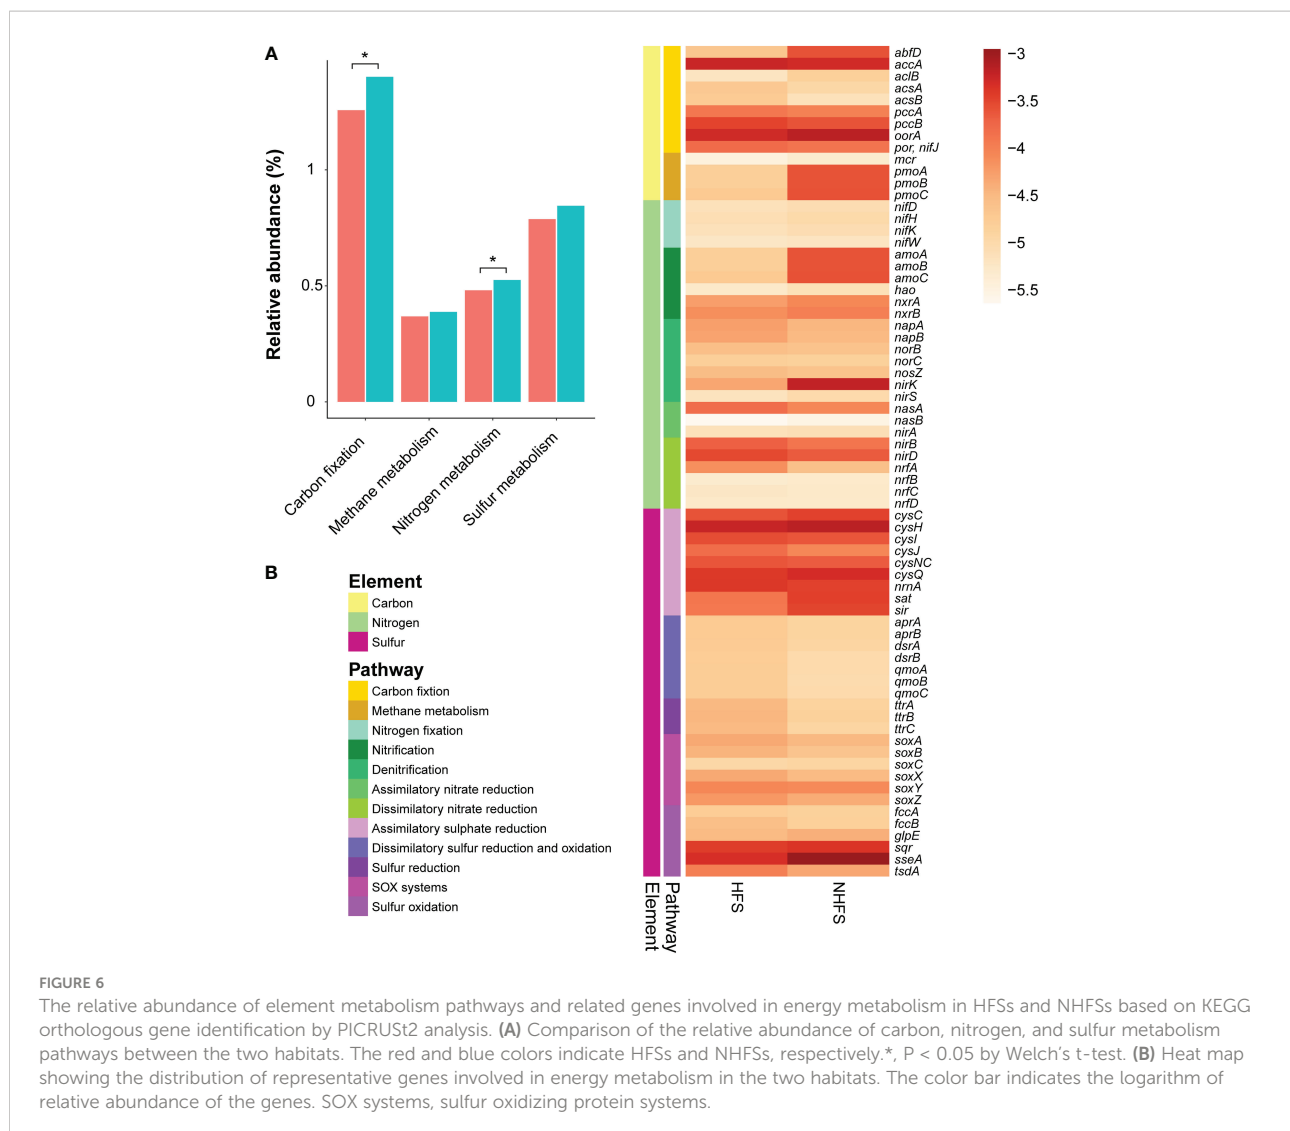 A
*
*
Relative abundance (%)
1
0.5
0
Carbon fixation
Methane metabolism
Nitrogen metabolism
Sulfur metabolism
B
Element
Carbon
Nitrogen
Sulfur
Pathway
Carbon fixtion
Methane metabolism
Nitrogen fixation
Nitrification
Denitrification
Assimilatory nitrate reduction
Dissimilatory nitrate reduction
Assimilatory sulphate reduction
Dissimilatory sulfur reduction and oxidation
Sulfur reduction
SOX systems
Sulfur oxidation
abfD
accA
aclB
acsA
acsB
pccA
pccB
oorA
por, nifJ
mcr
pmoA
pmoB
pmoC
nifD
nifH
nifK
nifW
amoA
amoB
amoC
hao
nxrA
nxrB
napA
napB
norB
norC
nosZ
nirK
nirS
nasA
nasB
nirA
nirB
nirD
nrfA
nrfB
nrfC
nrfD
cysC
cysH
cysI
cysJ
cysNC
cysQ
nrnA
sat
sir
aprA
aprB
dsrA
dsrB
qmoA
qmoB
qmoC
ttrA
ttrB
ttrC
soxA
soxB
soxC
soxX
soxY
soxZ
fccA
fccB
glpE
sqr
sseA
tsdA
Element
Pathway
HFS
NHFS
−3
−3.5
−4
−4.5
−5
−5.5
FIGURE 6
The relative abundance of element metabolism pathways and related genes involved in energy metabolism in HFSs and NHFSs based on KEGG
orthologous gene identification by PICRUSt2 analysis. (A) Comparison of the relative abundance of carbon, nitrogen, and sulfur metabolism
pathways between the two habitats. The red and blue colors indicate HFSs and NHFSs, respectively.*, P < 0.05 by Welch’s t-test. (B) Heat map
showing the distribution of representative genes involved in energy metabolism in the two habitats. The color bar indicates the logarithm of
relative abundance of the genes. SOX systems, sulfur oxidizing protein systems.